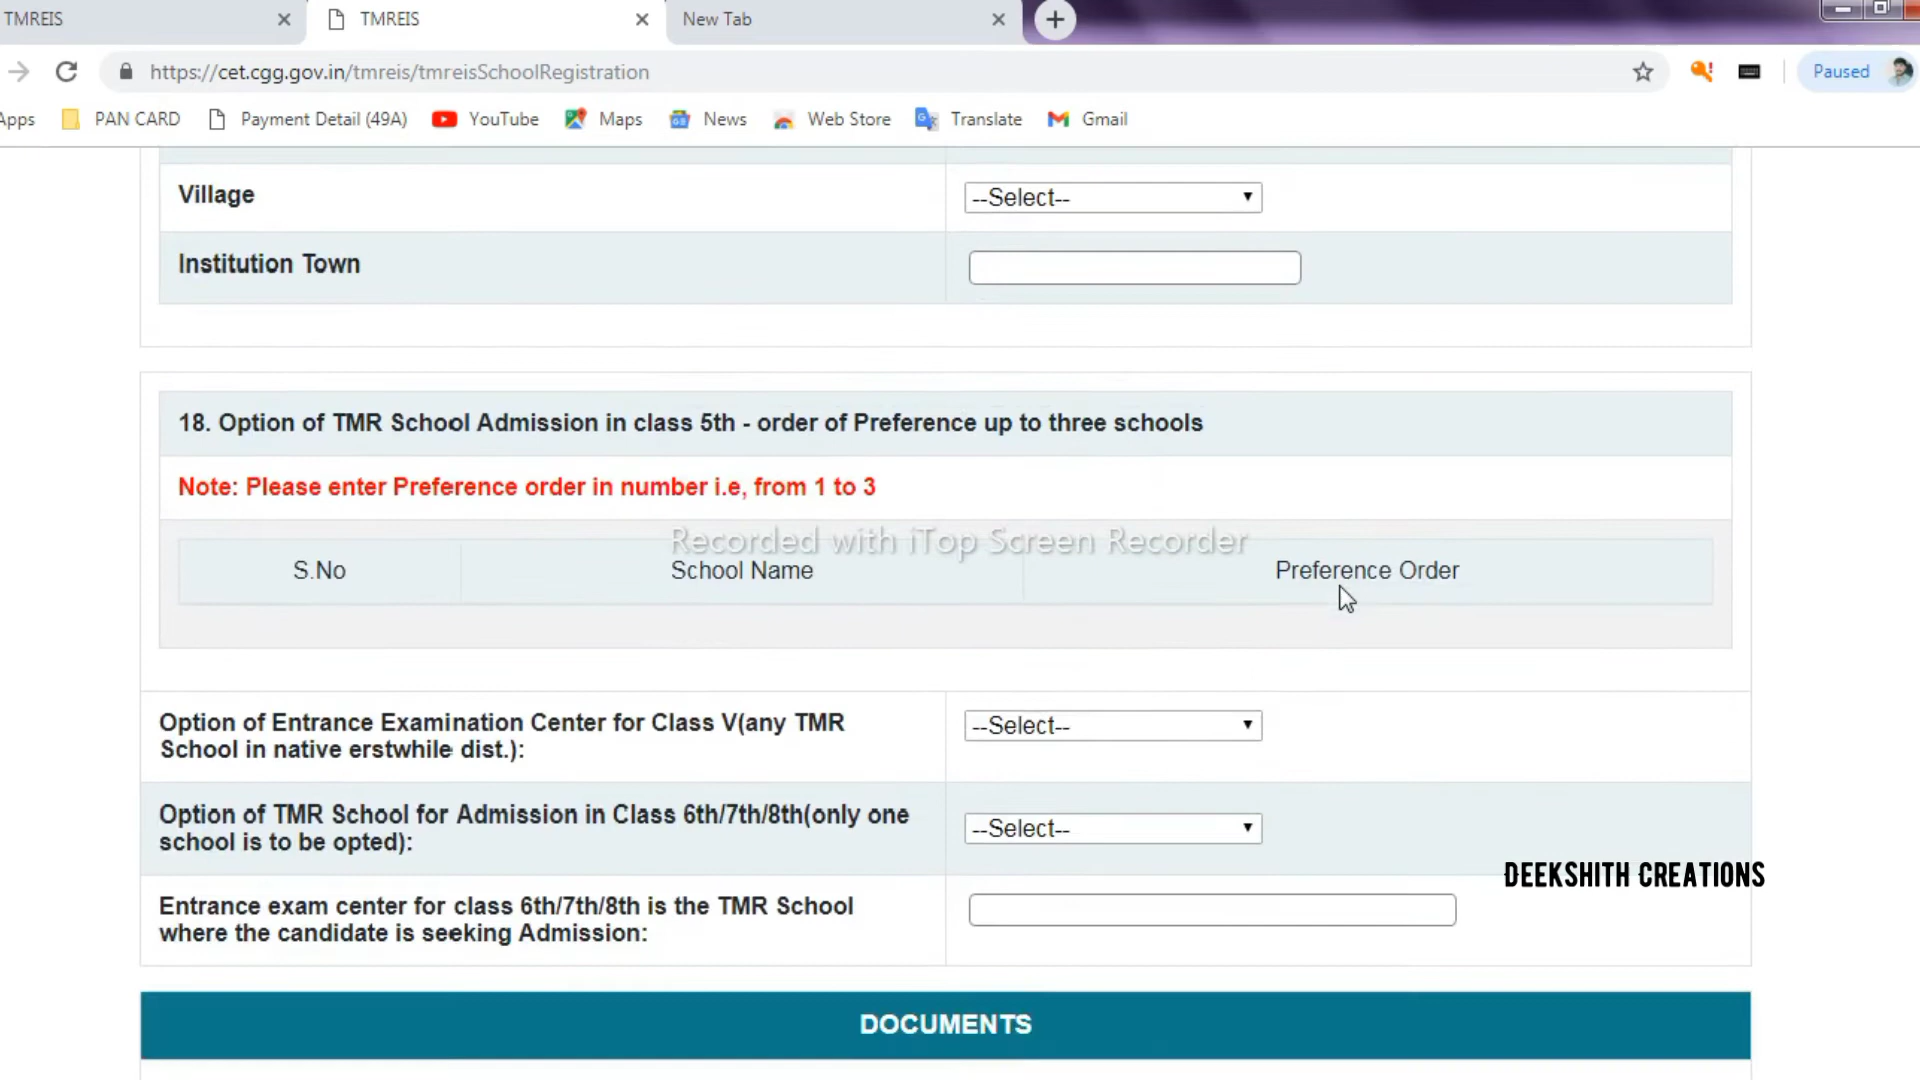 TMREIS
TMREIS
New Tab
https://cet.cgg.gov.in/tmreis/tmreisSchoolRegistration
Paused
Apps
PAN CARD
Payment Detail (49A)
YouTube
Maps
News
Web Store
Translate
Gmail
Village
--Select--
Institution Town
18. Option of TMR School Admission in class 5th - order of Preference up to three schools
Note: Please enter Preference order in number i.e, from 1 to 3
Recorded with iTop Screen Recorder
S.No
School Name
Preference Order
Option of Entrance Examination Center for Class V(any TMR
School in native erstwhile dist.):
--Select--
Option of TMR School for Admission in Class 6th/7th/8th(only one
school is to be opted):
--Select--
DEEKSHITH CREATIONS
Entrance exam center for class 6th/7th/8th is the TMR School
where the candidate is seeking Admission:
DOCUMENTS